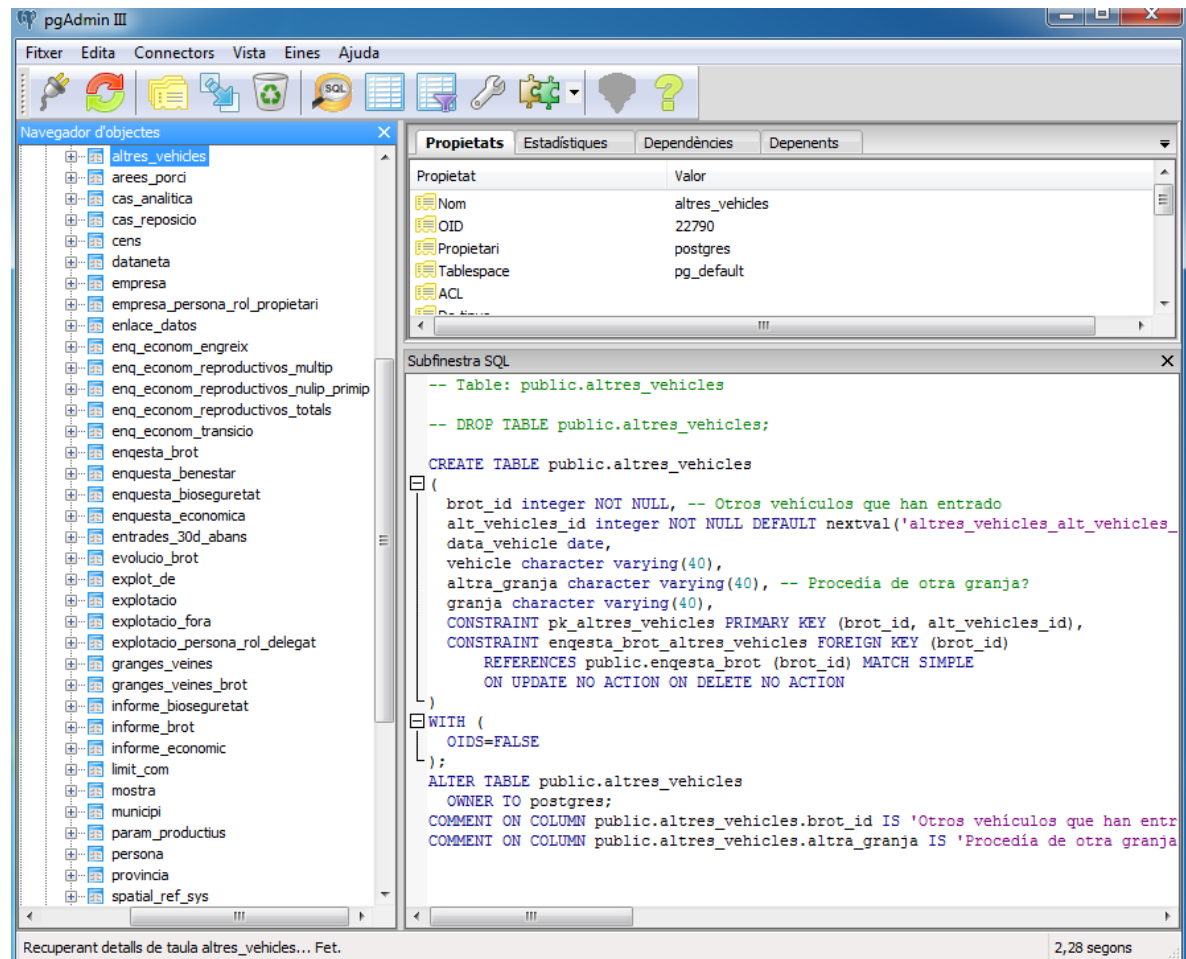 pgAdmin III
Fitxer Edita Connectors Vista Eines Ajuda
SQL
Navegador d'objectes
altres_vehicles
arees_porci
cas_analitica
cas_reposicio
cens
dataneta
empresa
empresa_persona_rol_propietari
enlace_datos
enq_econom_engreix
enq_econom_reproductivos_multip
enq_econom_reproductivos_nulip_primip
enq_econom_reproductivos_totals
enq_econom_transicio
enqesta_brot
enquesta_benestar
enquesta_bioseguretat
enquesta_economica
entrades_30d_abans
evolucio_brot
explot_de
explotacio
explotacio_fora
explotacio_persona_rol_delegat
granges_veines
granges_veines_brot
informe_bioseguretat
informe_brot
informe_economic
limit_com
mostra
municipi
param_productius
persona
provincia
spatial_ref_sys
Propietats Estadístiques Dependències Depenents
Propietat Valor
Nom altres_vehicles
OID 22790
Propietari postgres
Tablespace pg_default
ACL
Subfinestra SQL
-- Table: public.altres_vehicles
-- DROP TABLE public.altres_vehicles;
CREATE TABLE public.altres_vehicles
(
brot_id integer NOT NULL, -- Otros vehículos que han entrado
alt_vehicles_id integer NOT NULL DEFAULT nextval('altres_vehicles_alt_vehicles_
data_vehicle date,
vehicle character varying(40),
altra_granja character varying(40), -- Procedía de otra granja?
granja character varying(40),
CONSTRAINT pk_altres_vehicles PRIMARY KEY (brot_id, alt_vehicles_id),
CONSTRAINT enqesta_brot_altres_vehicles FOREIGN KEY (brot_id)
REFERENCES public.enqesta_brot (brot_id) MATCH SIMPLE
ON UPDATE NO ACTION ON DELETE NO ACTION
)
WITH (
OIDS=FALSE
);
ALTER TABLE public.altres_vehicles
OWNER TO postgres;
COMMENT ON COLUMN public.altres_vehicles.brot_id IS 'Otros vehículos que han entr
COMMENT ON COLUMN public.altres_vehicles.altra_granja IS 'Procedía de otra granja
Recuperant detalls de taula altres_vehicles... Fet. 2,28 segons